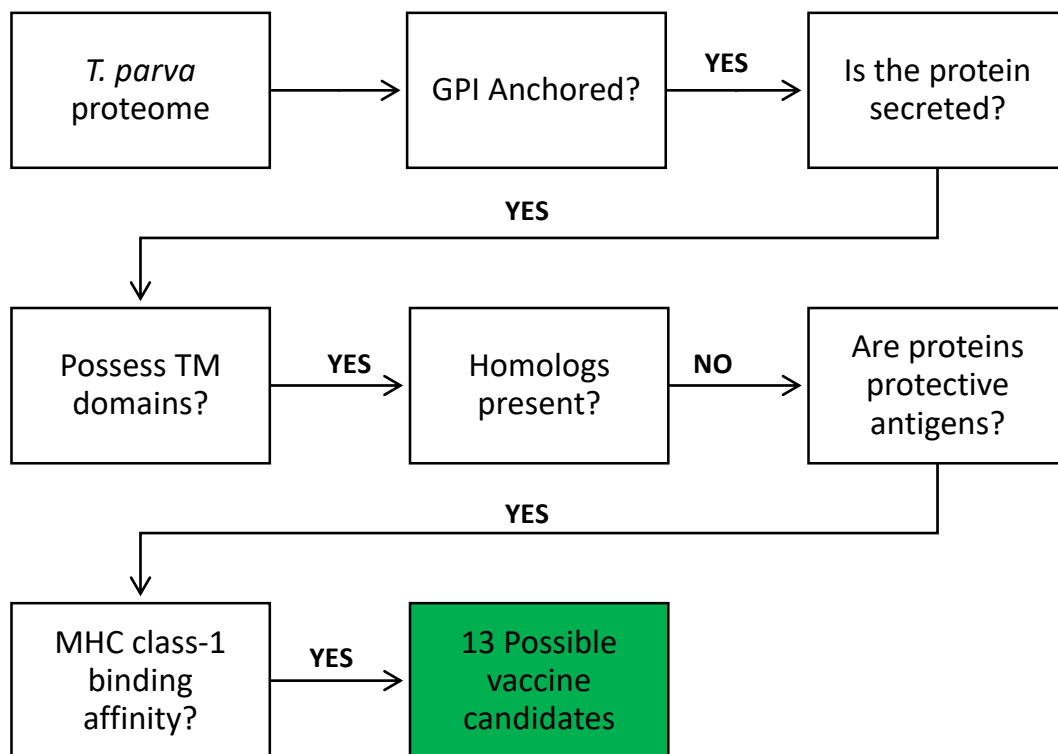 T. parva
proteome
GPI Anchored?
YES
Is the protein
secreted?
YES
Possess TM
domains?
YES
Homologs
present?
NO
Are proteins
protective
antigens?
YES
MHC class-1
binding
affinity?
YES
13 Possible
vaccine
candidates